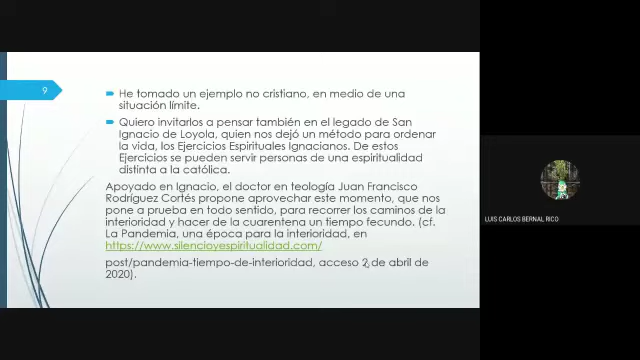 9
He tomado un ejemplo no cristiano, en medio de una
situación límite.
Quiero invitarlos a pensar también en el legado de San
Ignacio de Loyola, quien nos dejó un método para ordenar
la vida, los Ejercicios Espirituales Ignacianos. De estos
Ejercicios se pueden servir personas de una espiritualidad
distinta a la católica.
Apoyado en Ignacio, el doctor en teología Juan Francisco
Rodríguez Cortés propone aprovechar este momento, que nos
pone a prueba en todo sentido, para recorrer los caminos de la
interioridad y hacer de la cuarentena un tiempo fecundo. (cf.
La Pandemia, una época para la interioridad, en
https://www.silencioyespiritualidad.com/
post/pandemia-tiempo-de-interioridad, acceso 2 de abril de
2020).
LUIS CARLOS BERNAL RICO